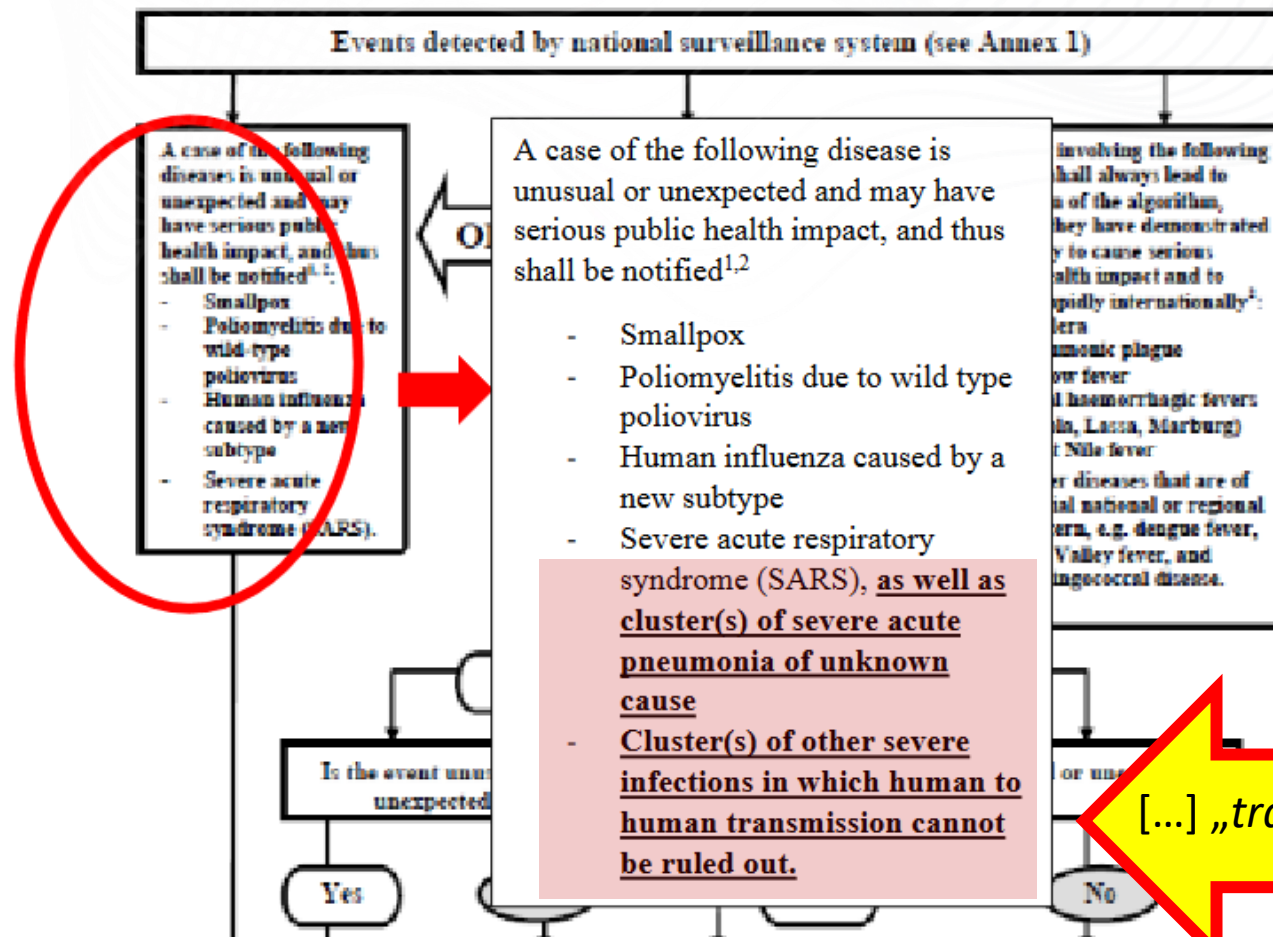 Events detected by national surveillance system (see Annex 1)
A case of the following
diseases is unusual or
unexpected and may
have serious public
health impact, and thus
shall be notified¹˒²:
- Smallpox
- Poliomyelitis due to
wild-type
poliovirus
- Human influenza
caused by a new
subtype
- Severe acute
respiratory
syndrome (SARS).
A case of the following disease is
unusual or unexpected and may have
serious public health impact, and thus
shall be notified¹˒²
- Smallpox
- Poliomyelitis due to wild type
poliovirus
- Human influenza caused by a
new subtype
- Severe acute respiratory
syndrome (SARS), as well as
cluster(s) of severe acute
pneumonia of unknown
cause
- Cluster(s) of other severe
infections in which human to
human transmission cannot
be ruled out.
involving the following
shall always lead to
of the algorithm,
they have demonstrated
to cause serious
impact and to
internationally²:
plague
fever
haemorrhagic fevers
Lassa, Marburg)
Nile fever
diseases that are of
national or regional
e.g. dengue fever,
Valley fever, and
disease.
Is the event
unexpected
or
[...] „
Yes
No